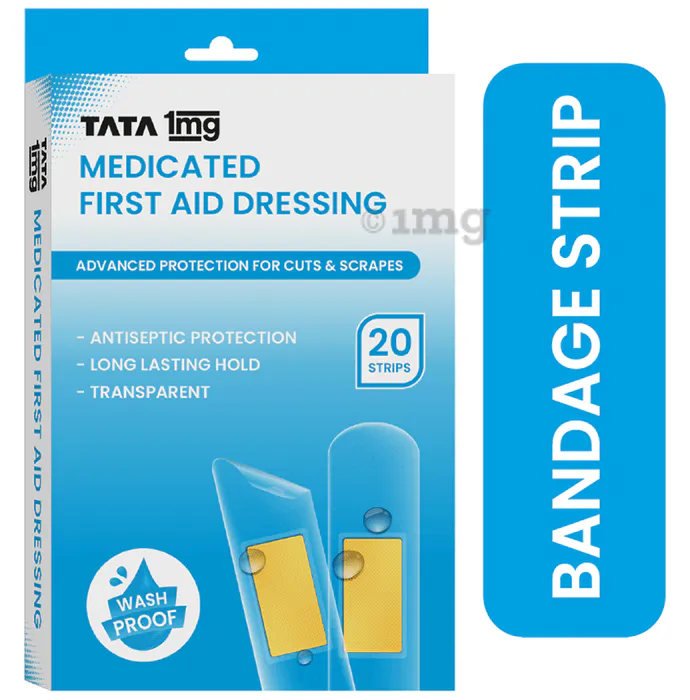 TATA 1mg
MEDICATED
FIRST AID DRESSING
©1mg
ADVANCED PROTECTION FOR CUTS & SCRAPES
- ANTISEPTIC PROTECTION
- LONG LASTING HOLD
- TRANSPARENT
20
STRIPS
WASH
PROOF
TATA 1mg MEDICATED FIRST AID DRESSING
BANDAGE STRIP